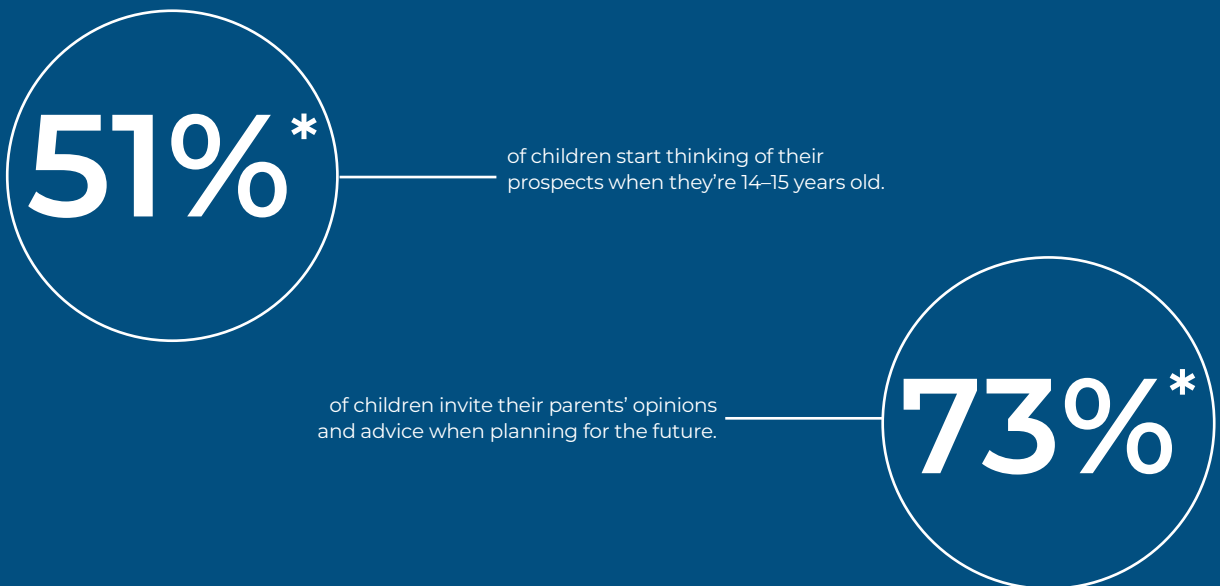 51%*
of children start thinking of their
prospects when they’re 14–15 years old.
of children invite their parents’ opinions
and advice when planning for the future.
73%*